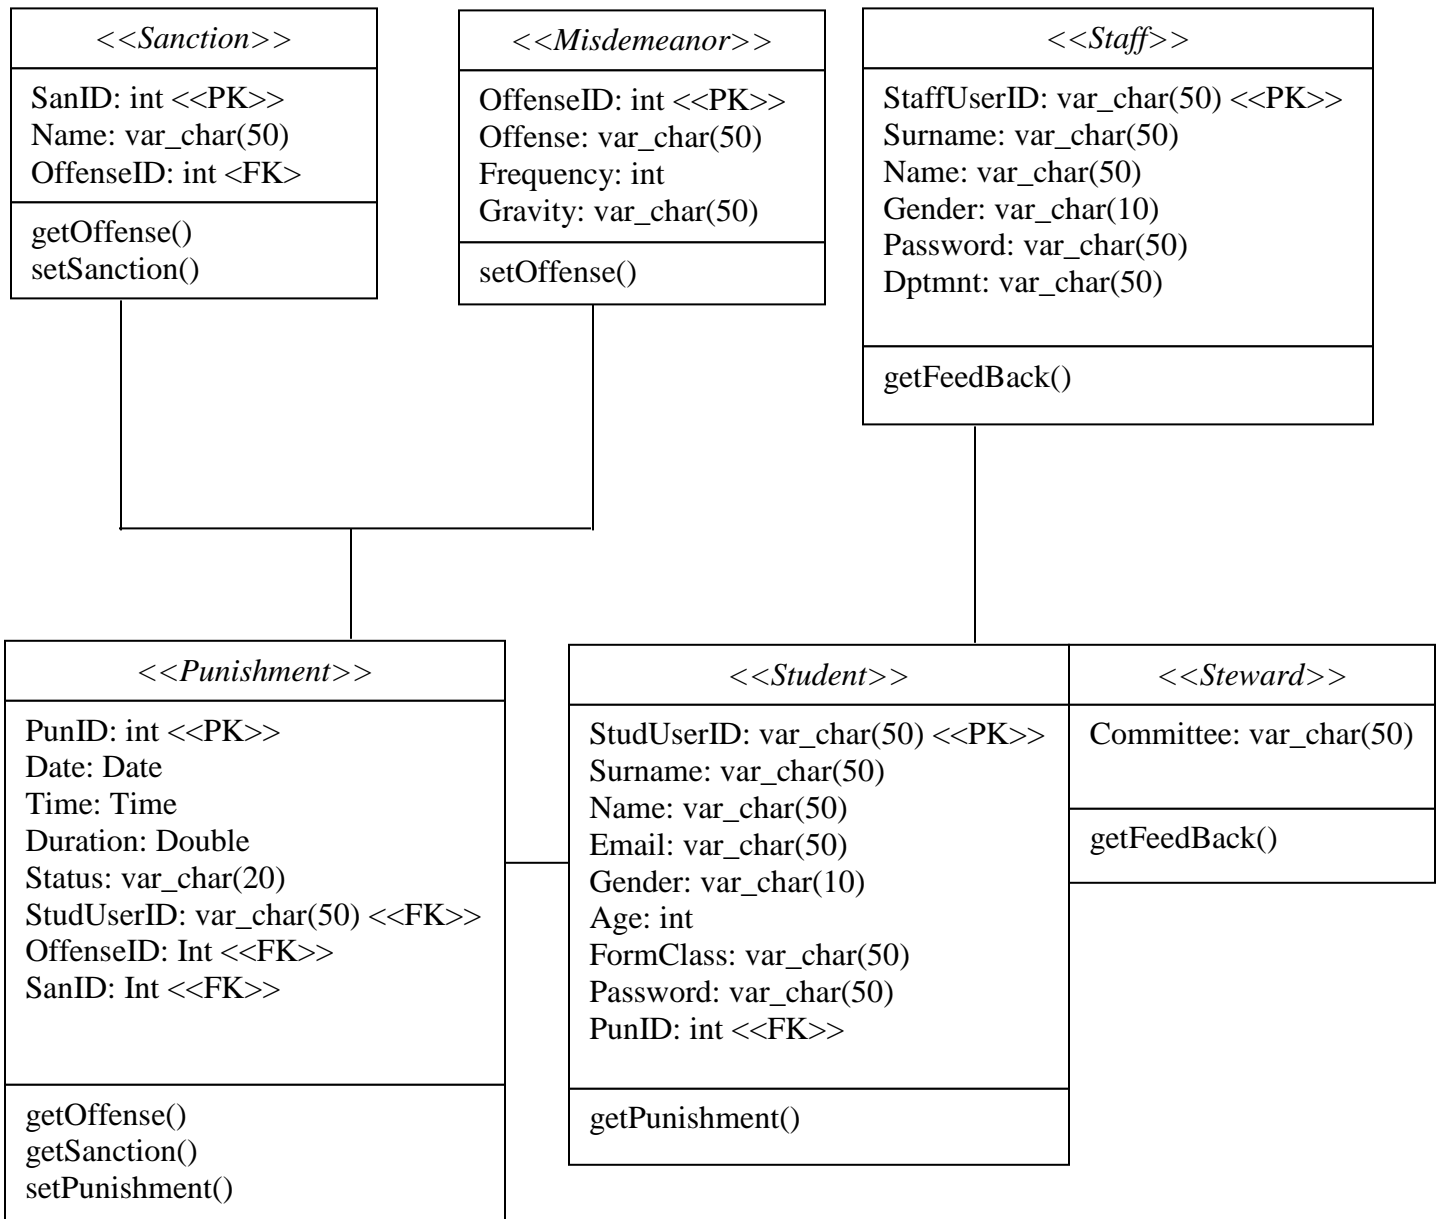 <<Sanction>>
SanID: int <<PK>>
Name: var_char(50)
OffenseID: int <FK>
getOffense()
setSanction()
<<Misdemeanor>>
OffenseID: int <<PK>>
Offense: var_char(50)
Frequency: int
Gravity: var_char(50)
setOffense()
<<Staff>>
StaffUserID: var_char(50) <<PK>>
Surname: var_char(50)
Name: var_char(50)
Gender: var_char(10)
Password: var_char(50)
Dptmnt: var_char(50)
getFeedBack()
<<Punishment>>
PunID: int <<PK>>
Date: Date
Time: Time
Duration: Double
Status: var_char(20)
StudUserID: var_char(50) <<FK>>
OffenseID: Int <<FK>>
SanID: Int <<FK>>
getOffense()
getSanction()
setPunishment()
<<Student>>
StudUserID: var_char(50) <<PK>>
Surname: var_char(50)
Name: var_char(50)
Email: var_char(50)
Gender: var_char(10)
Age: int
FormClass: var_char(50)
Password: var_char(50)
PunID: int <<FK>>
getPunishment()
<<Steward>>
Committee: var_char(50)
getFeedBack()